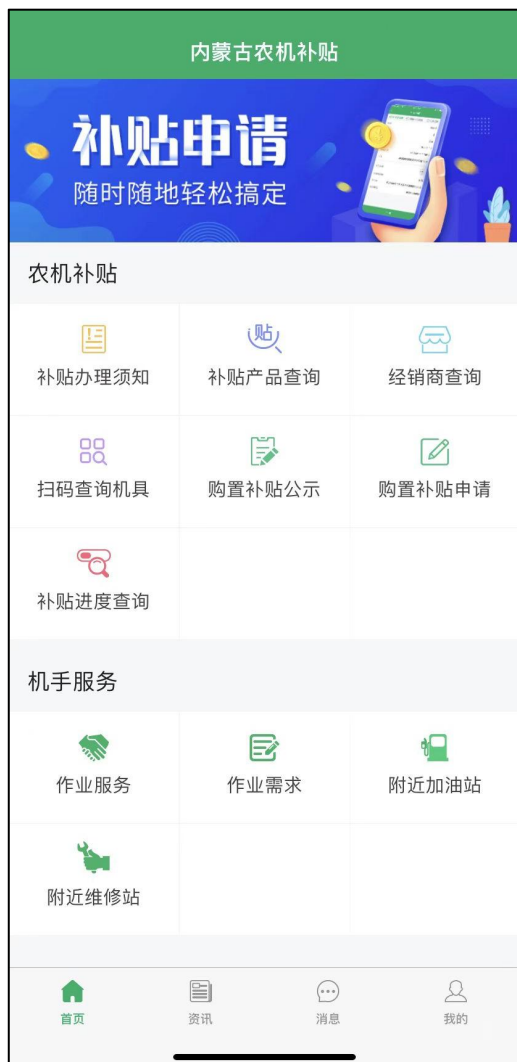 内蒙古农机补贴
补贴申请
随时随地轻松搞定
农机补贴
贴
补贴办理须知
补贴产品查询
经销商查询
扫码查询机具
购置补贴公示
购置补贴申请
补贴进度查询
机手服务
作业服务
作业需求
附近加油站
附近维修站
首页
资讯
消息
我的